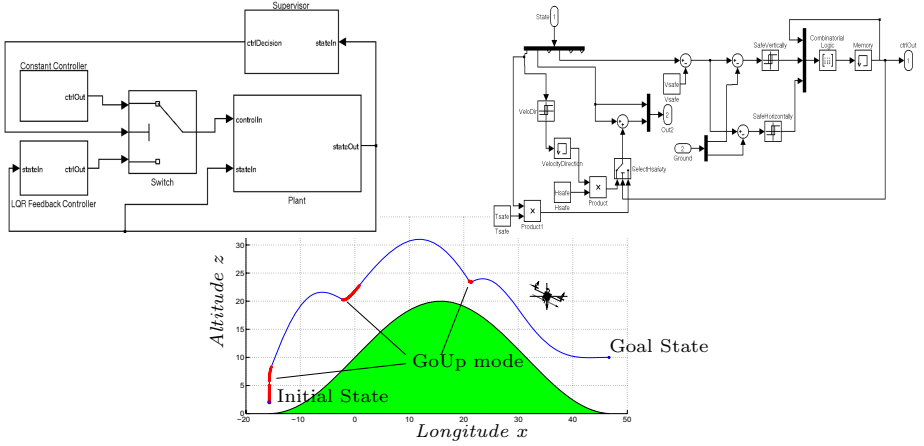 Supervisor
ctrlDecision
stateIn
Constant Controller
ctrlOut
controlIn
stateOut
stateIn
ctrlOut
stateIn
LQR Feedback Controller
Switch
Plant
State 1
VeloDir
VelocityDirection
Hsafe
Hsafe
Tsafe
Tsafe
Product
Product1
Vsafe
Vsafe
2
Out2
2
Ground
SafeVertically
SafeHorizontally
Combinatorial
Logic
Memory
ctrlOut
1
Altitude z
30
25
20
15
10
5
0
GoUp mode
Initial State
Goal State
−20
−10
0
10
20
30
40
50
Longitude x